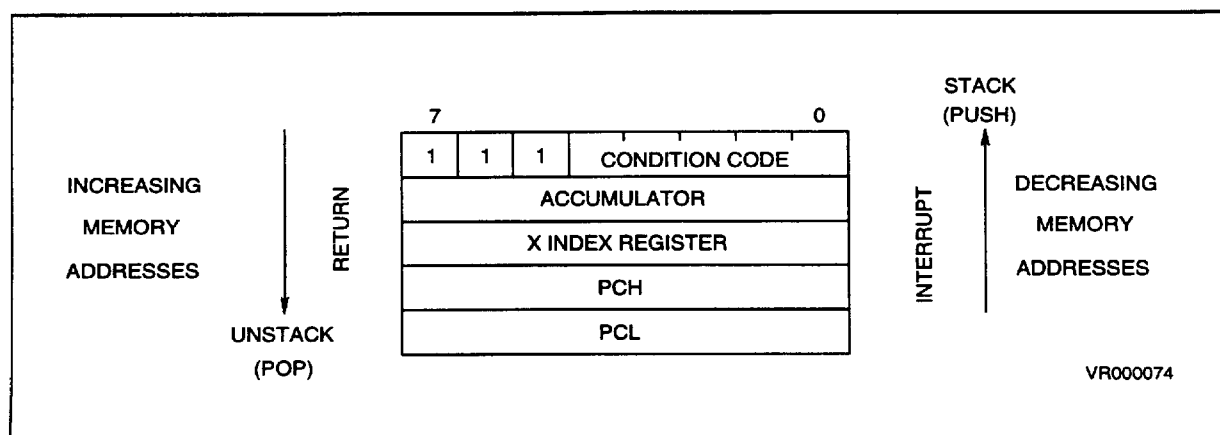 STACK
(PUSH)
7 0
1 1 1 CONDITION CODE
ACCUMULATOR
X INDEX REGISTER
PCH
PCL
INCREASING
MEMORY
ADDRESSES
RETURN
UNSTACK
(POP)
INTERRUPT
DECREASING
MEMORY
ADDRESSES
VR000074